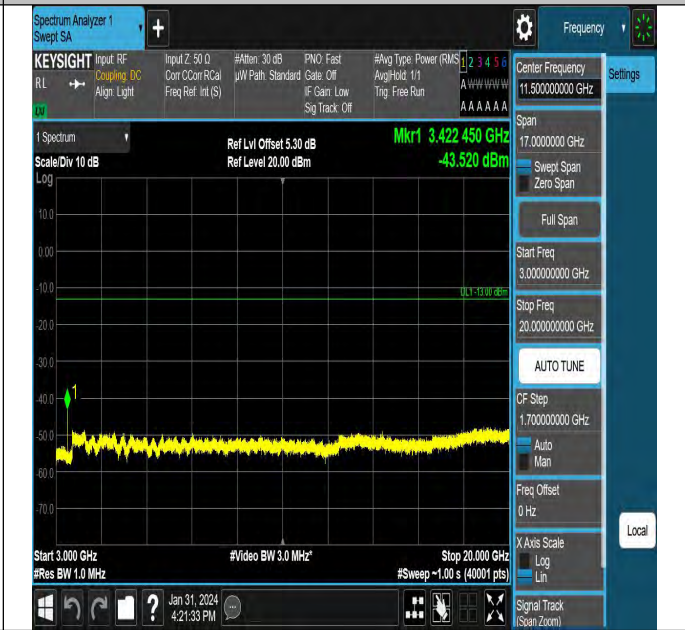 Spectrum Analyzer 1
Swept SA
+
Frequency
KEYSIGHT
RL
Input: RF
Coupling: DC
Align: Light
Input Z: 50 Ω
Corr CCorr RCal
Freq Ref: Int (S)
#Atten: 30 dB
µW Path: Standard
PNO: Fast
Gate: Off
IF Gain: Low
Sig Track: Off
#Avg Type: Power (RMS
Avg|Hold: 1/1
Trig: Free Run
1 2 3 4 5 6
A W W W W W
A A A A A A
1 Spectrum
Scale/Div 10 dB
Log
Ref Lvl Offset 5.30 dB
Ref Level 20.00 dBm
Mkr1 3.422 450 GHz
-43.520 dBm
10.0
0.00
-10.0
-20.0
-30.0
-40.0
-50.0
-60.0
-70.0
DL1 -13.00 dBm
1
Start 3.000 GHz
#Res BW 1.0 MHz
#Video BW 3.0 MHz*
Stop 20.000 GHz
#Sweep ~1.00 s (40001 pts)
Jan 31, 2024
4:21:33 PM
?
Settings
Center Frequency
11.500000000 GHz
Span
17.0000000 GHz
Swept Span
Zero Span
Full Span
Start Freq
3.000000000 GHz
Stop Freq
20.000000000 GHz
AUTO TUNE
CF Step
1.700000000 GHz
Auto
Man
Freq Offset
0 Hz
X Axis Scale
Log
Lin
Signal Track
(Span Zoom)
Local